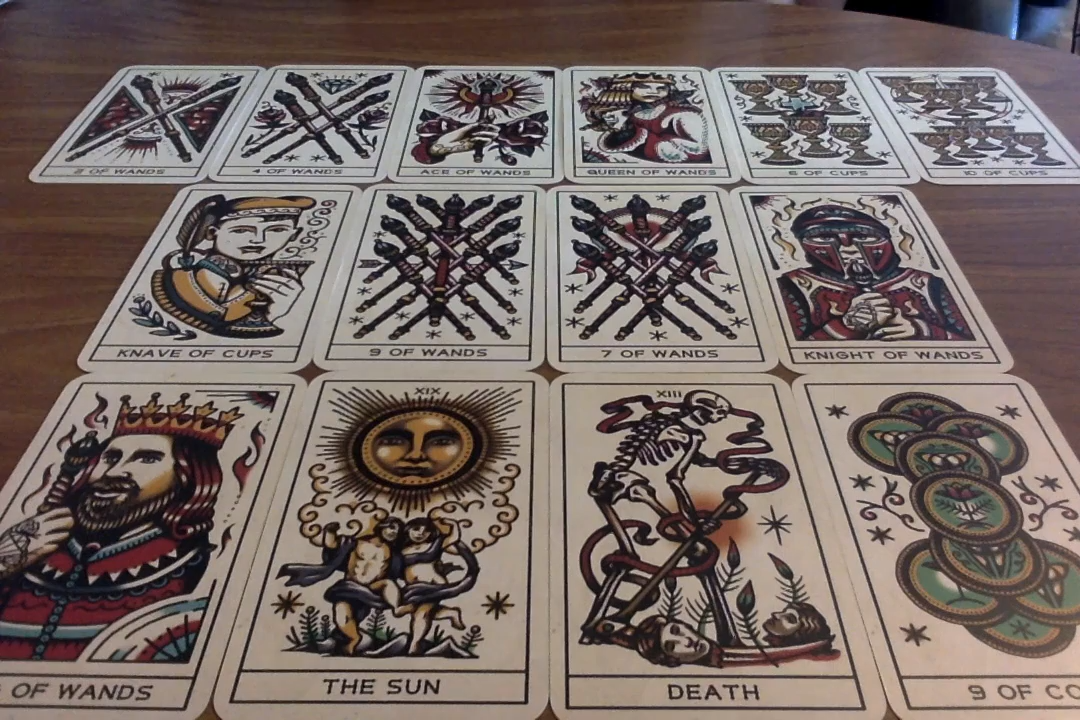 2 OF WANDS
4 OF WANDS
ACE OF WANDS
QUEEN OF WANDS
6 OF CUPS
10 OF CUPS
KNAVE OF CUPS
9 OF WANDS
7 OF WANDS
KNIGHT OF WANDS
OF WANDS
XIX
THE SUN
XIII
DEATH
9 OF CO